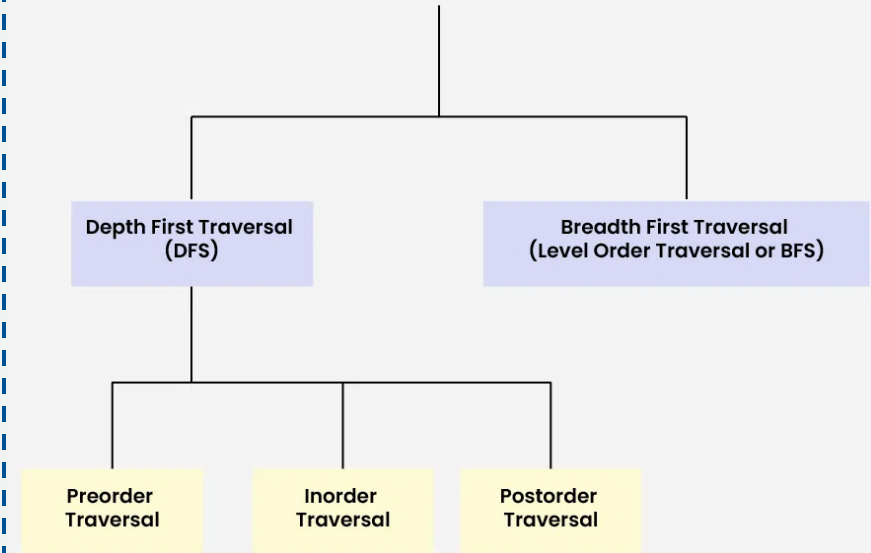 Depth First Traversal
(DFS)
Breadth First Traversal
(Level Order Traversal or BFS)
Preorder
Traversal
Inorder
Traversal
Postorder
Traversal